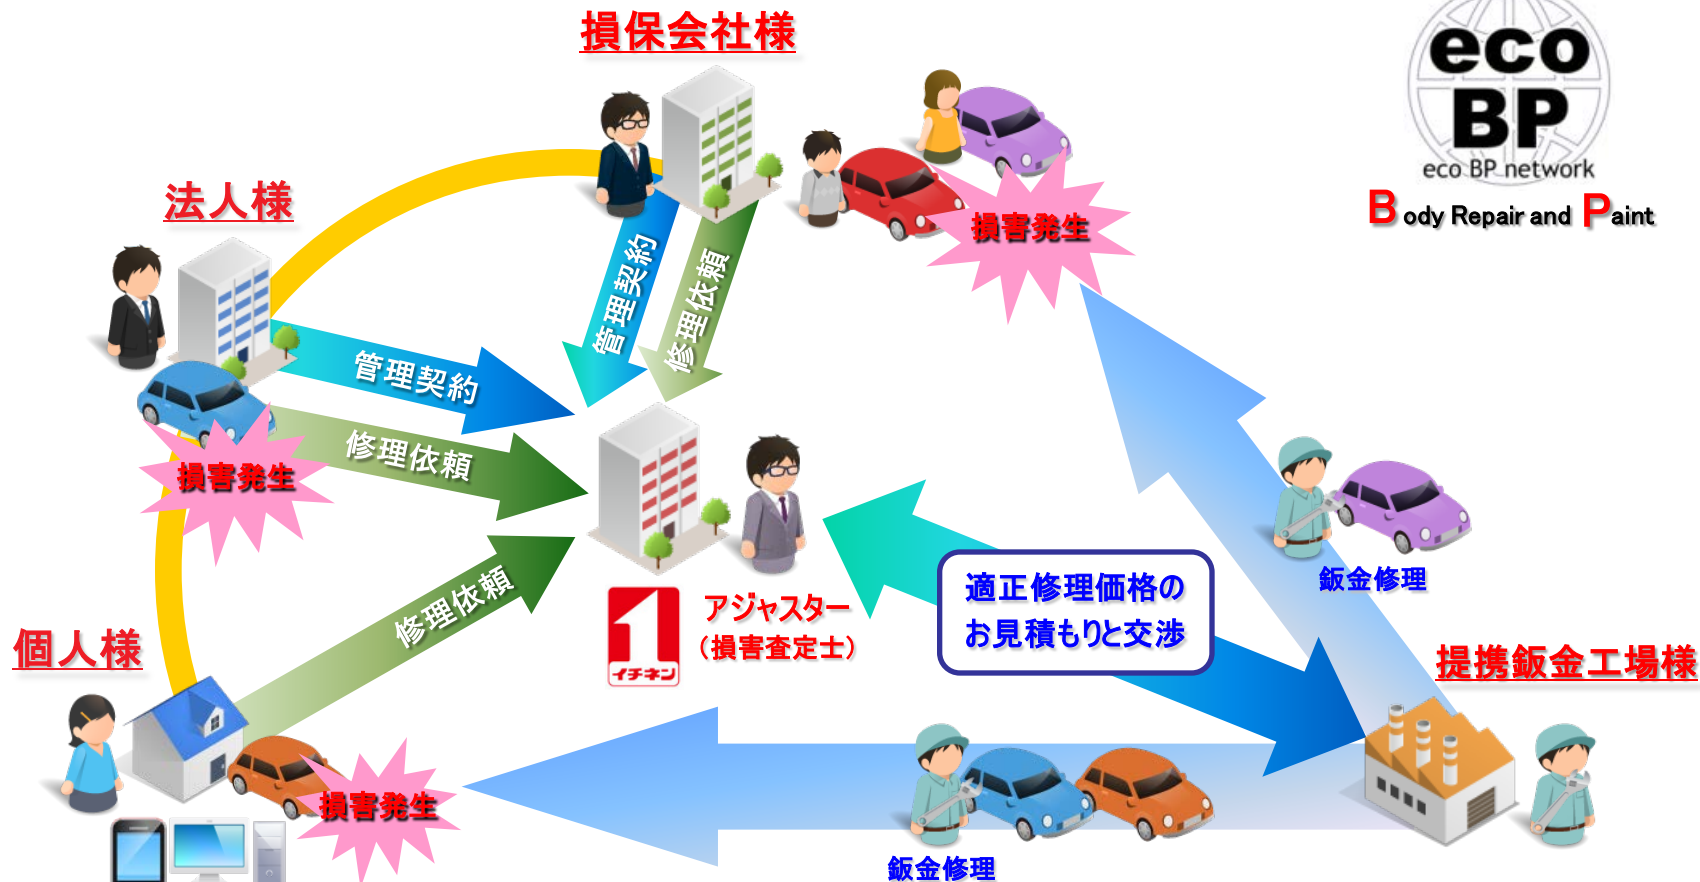 損保会社様
eco
BP
eco BP network
Body Repair and Paint
法人様
損害発生
管理契約
修理依頼
管理契約
修理依頼
損害発生
修理依頼
適正修理価格の
お見積もりと交渉
鈑金修理
アジャスター
（損害査定士）
イチネン
個人様
提携鈑金工場様
損害発生
鈑金修理